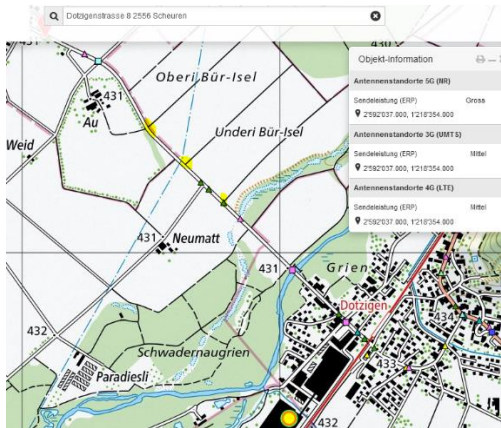 Dotzigenstrasse 8 2556 Scheuren
431
430
Objekt-Information
Antennenstandorte 5G (NR)
Sendeleistung (ERP) Gross
2'592'037.000, 1'218'354.000
Antennenstandorte 3G (UMTS)
Sendeleistung (ERP) Mittel
2'592'037.000, 1'218'354.000
Antennenstandorte 4G (LTE)
Sendeleistung (ERP) Mittel
2'592'037.000, 1'218'354.000
Oberi Bür-Isel
431
Au
Underi Bür-Isel
Weid
431
Neumatt
431
Grien
Dotzigen
434
432
Schwadernaugrien
433
Paradiesli
432